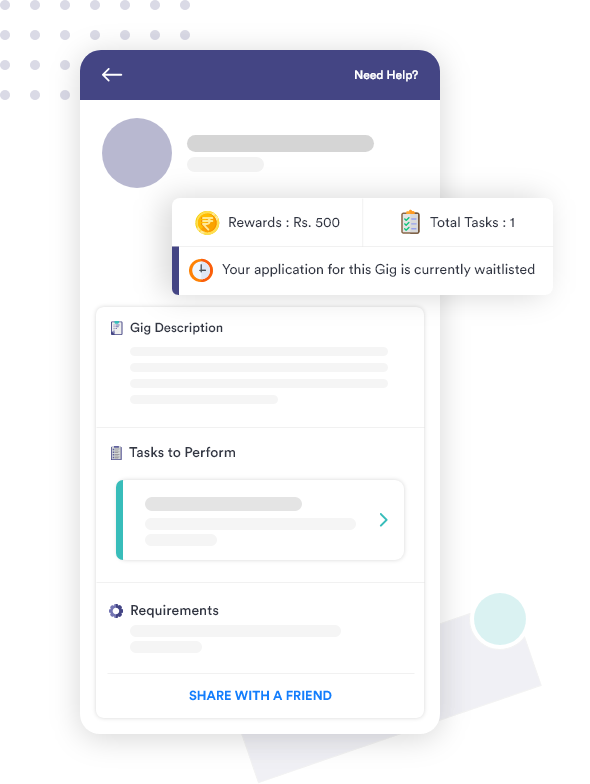 Need Help?
Rewards : Rs. 500
Total Tasks : 1
Your application for this Gig is currently waitlisted
Gig Description
Tasks to Perform
Requirements
SHARE WITH A FRIEND